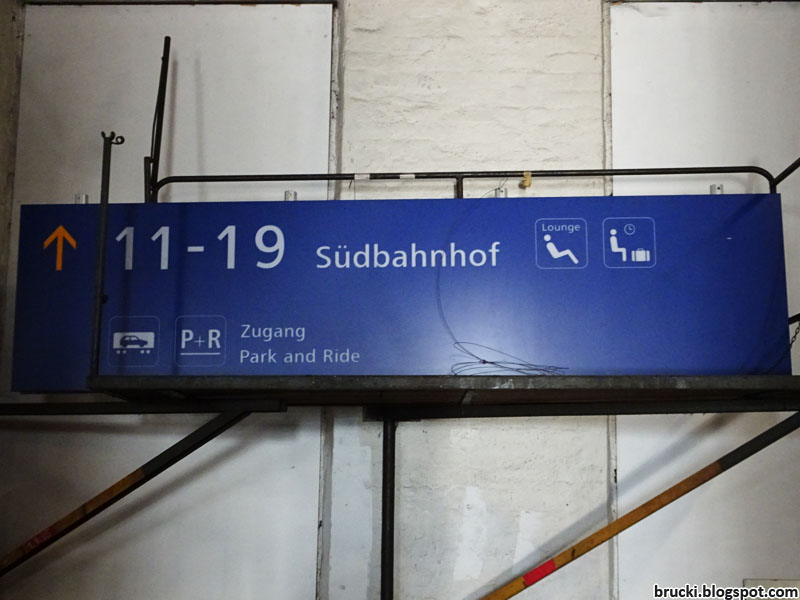 11-19 Südbahnhof
Lounge
P+R
Zugang
Park and Ride
brucki.blogspot.com